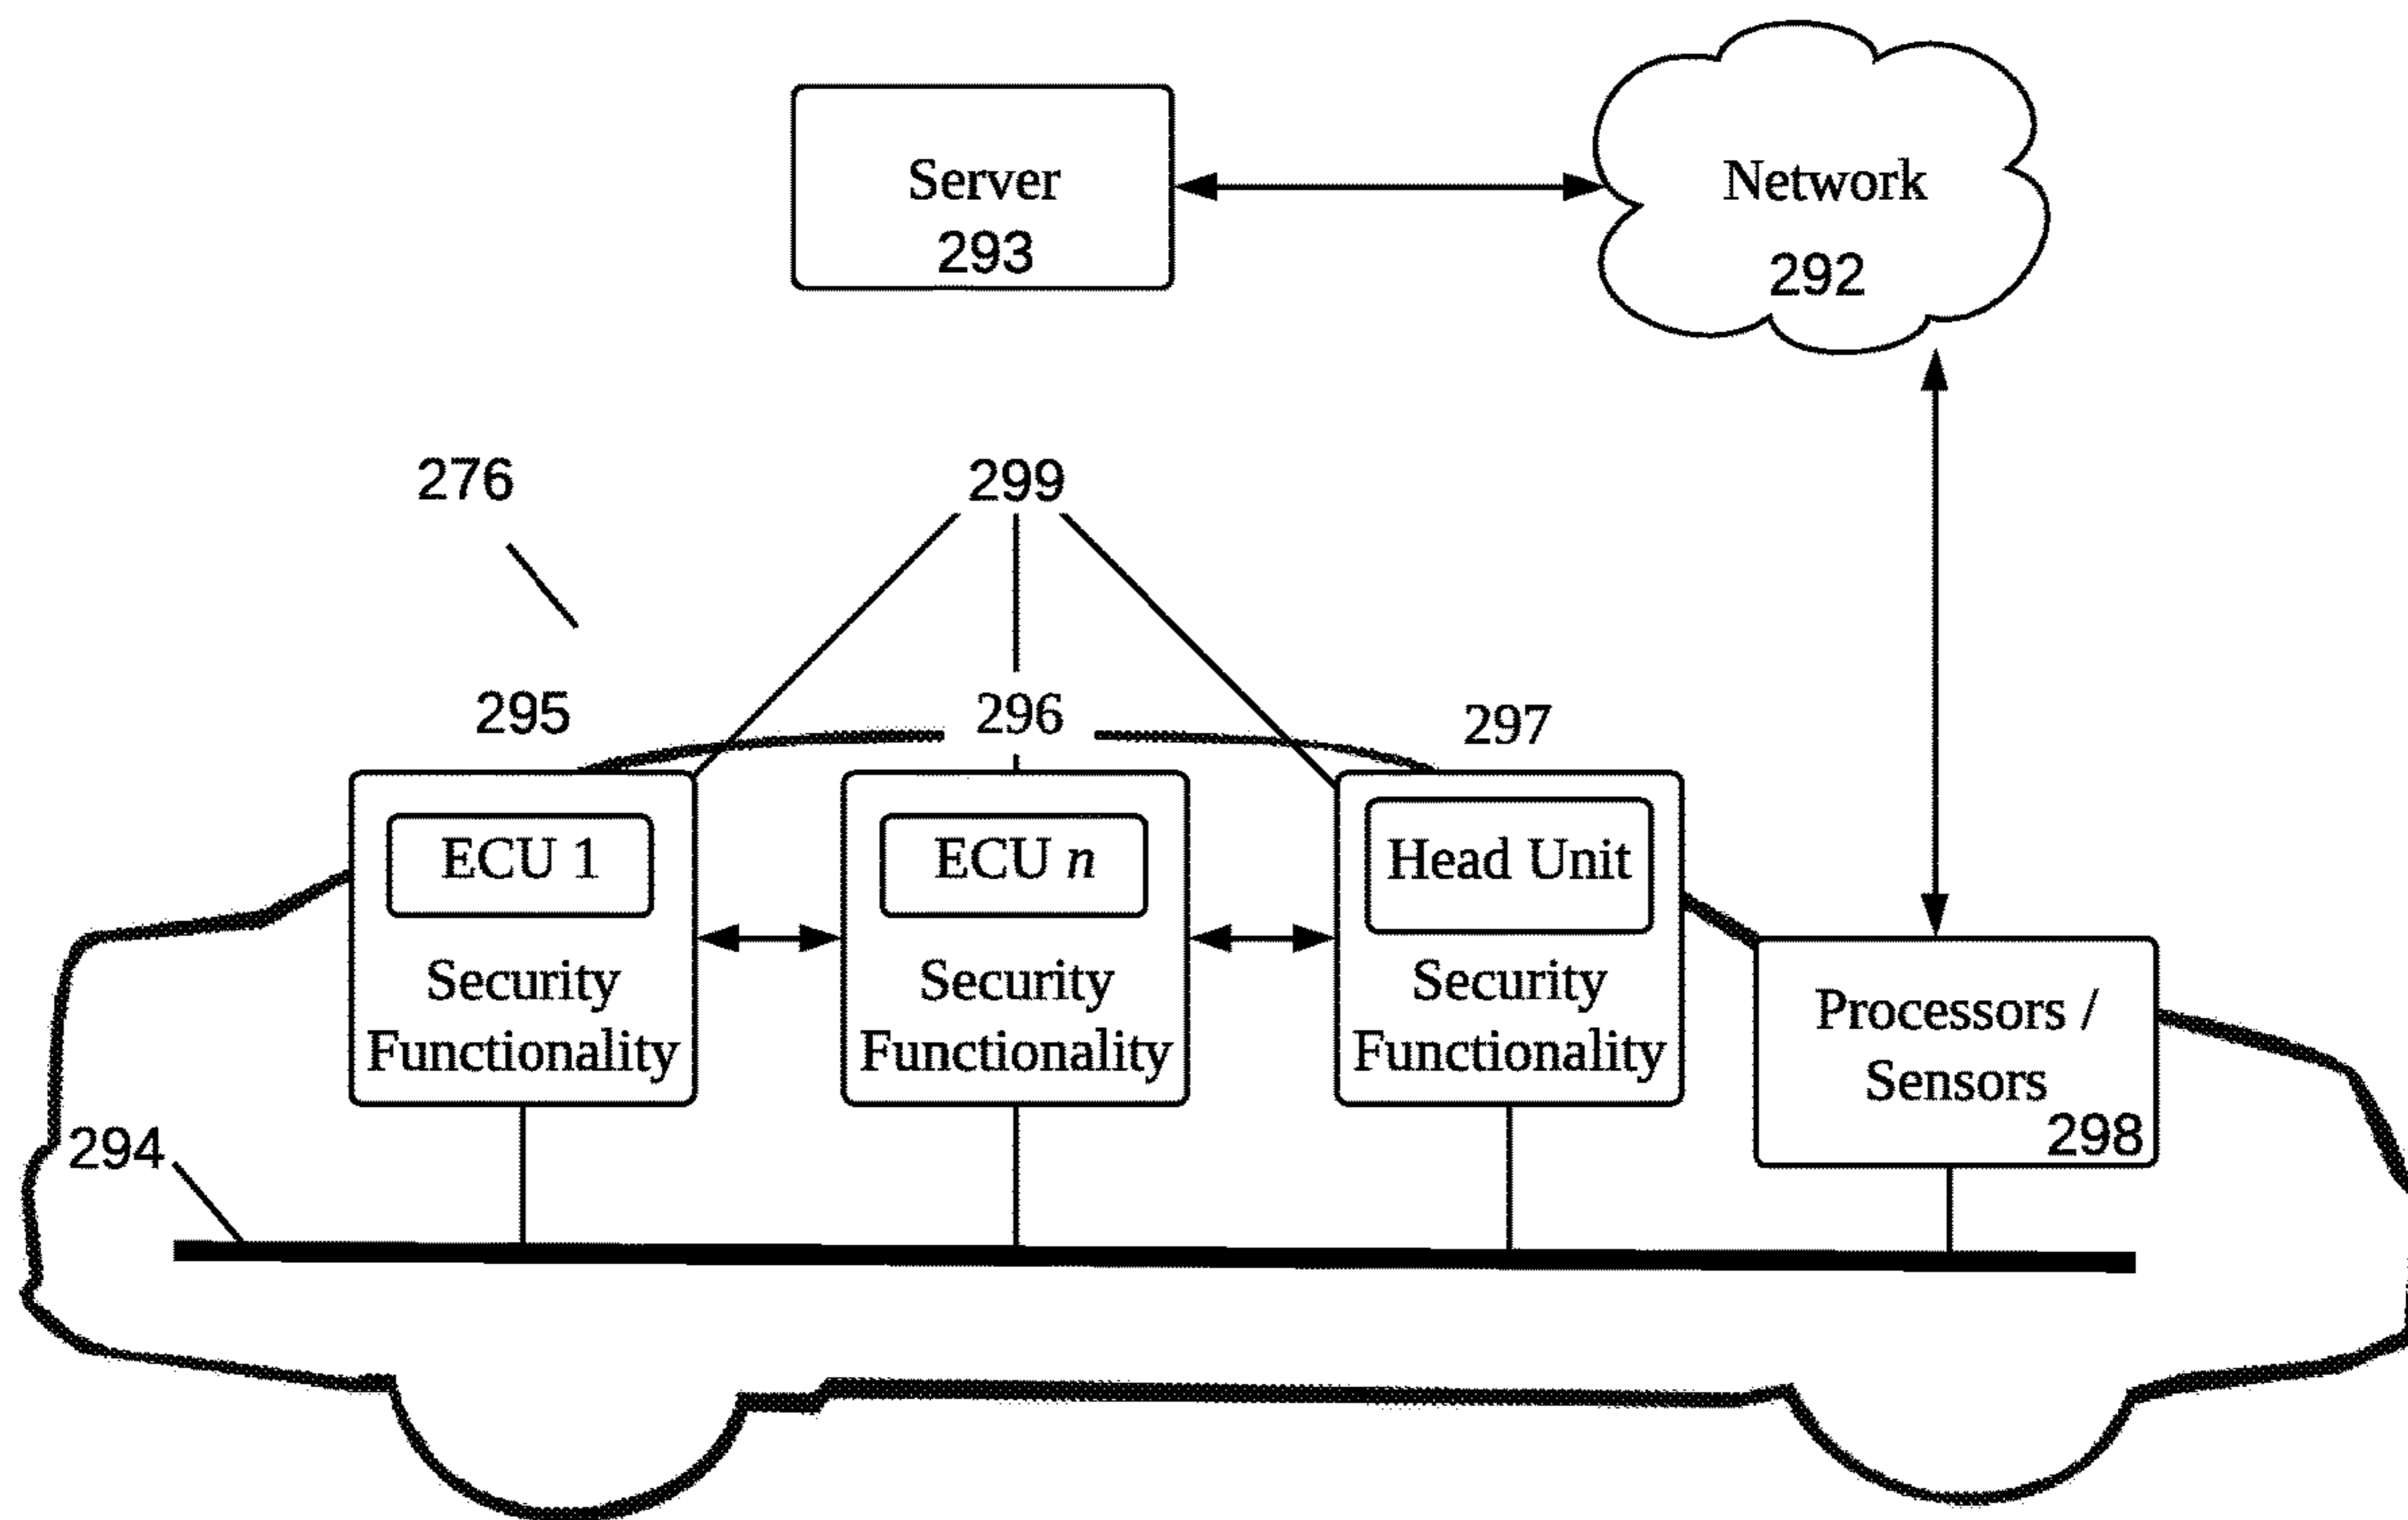 Server
293
Network
292
276
299
295
296
297
ECU 1
Security
Functionality
ECU n
Security
Functionality
Head Unit
Security
Functionality
Processors /
Sensors
298
294